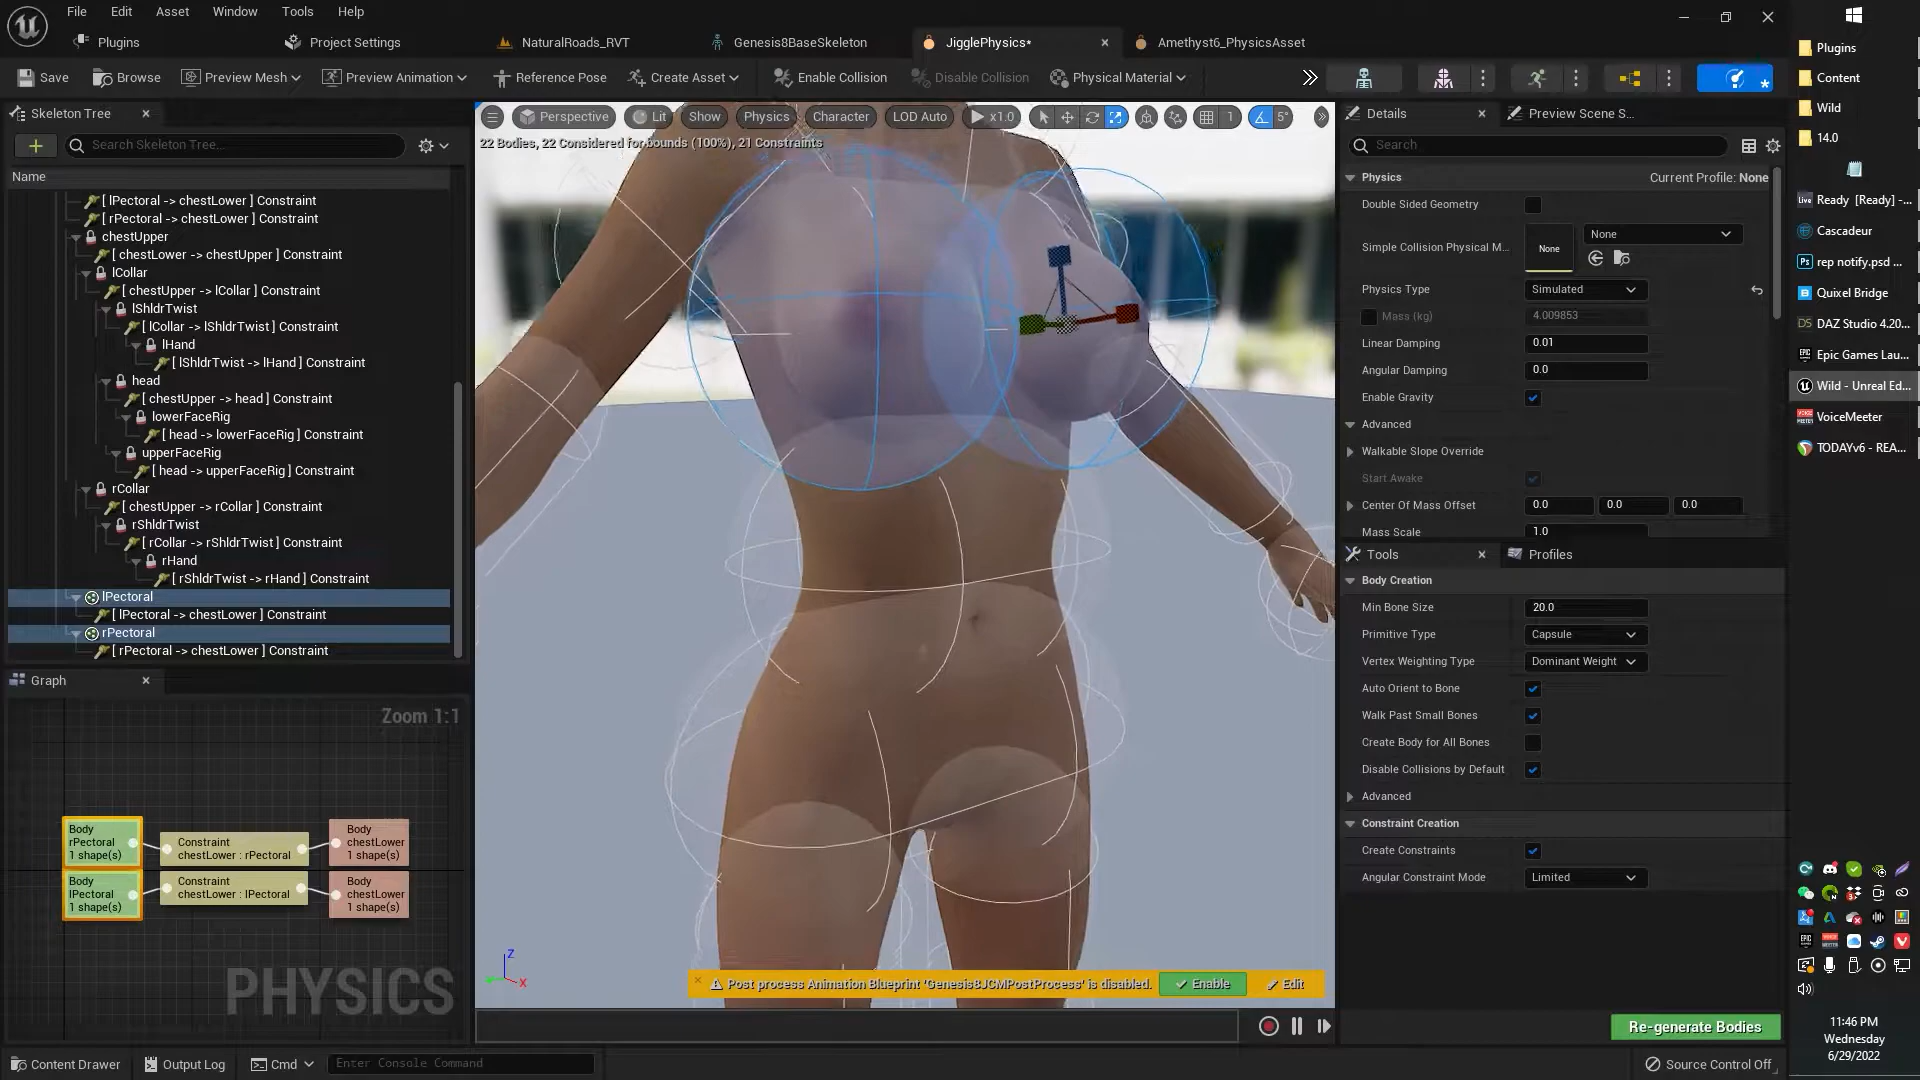 File Edit Asset Window Tools Help
Plugins Project Settings NaturalRoads_RVT Genesis8BaseSkeleton JigglePhysics* Amethyst6_PhysicsAsset
Save Browse Preview Mesh Preview Animation Reference Pose Create Asset Enable Collision Disable Collision Physical Material
Skeleton Tree
Search Skeleton Tree...
Name
[ lPectoral -> chestLower ] Constraint
[ rPectoral -> chestLower ] Constraint
chestUpper
[ chestLower -> chestUpper ] Constraint
lCollar
[ chestUpper -> lCollar ] Constraint
lShldrTwist
[ lCollar -> lShldrTwist ] Constraint
lHand
[ lShldrTwist -> lHand ] Constraint
head
[ chestUpper -> head ] Constraint
lowerFaceRig
[ head -> lowerFaceRig ] Constraint
upperFaceRig
[ head -> upperFaceRig ] Constraint
rCollar
[ chestUpper -> rCollar ] Constraint
rShldrTwist
[ rCollar -> rShldrTwist ] Constraint
rHand
[ rShldrTwist -> rHand ] Constraint
lPectoral
[ lPectoral -> chestLower ] Constraint
rPectoral
[ rPectoral -> chestLower ] Constraint
Graph
Zoom 1:1
Body
rPectoral
1 shape(s)
Constraint
chestLower : rPectoral
Body
chestLower
1 shape(s)
Body
lPectoral
1 shape(s)
Constraint
chestLower : lPectoral
Body
chestLower
1 shape(s)
PHYSICS
Perspective Lit Show Physics Character LOD Auto x1.0 1 5°
22 Bodies, 22 Considered for bounds (100%), 21 Constraints
Z
X
Post process Animation Blueprint 'Genesis8JCMPostProcess' is disabled. Enable Edit
Details Preview Scene S...
Search
Physics Current Profile: None
Double Sided Geometry
Simple Collision Physical M... None None
Physics Type Simulated
Mass (kg) 4.009853
Linear Damping 0.01
Angular Damping 0.0
Enable Gravity
Advanced
Walkable Slope Override
Start Awake
Center Of Mass Offset 0.0 0.0 0.0
Mass Scale 1.0
Tools Profiles
Body Creation
Min Bone Size 20.0
Primitive Type Capsule
Vertex Weighting Type Dominant Weight
Auto Orient to Bone
Walk Past Small Bones
Create Body for All Bones
Disable Collisions by Default
Advanced
Constraint Creation
Create Constraints
Angular Constraint Mode Limited
Re-generate Bodies
Content Drawer Output Log Cmd Enter Console Command Source Control Off
Plugins
Content
Wild
14.0
Live Ready [Ready] -...
Cascadeur
Ps rep notify.psd ...
Quixel Bridge
DS DAZ Studio 4.20...
Epic Games Lau...
Wild - Unreal Ed...
VoiceMeeter
TODAYv6 - REA...
11:46 PM
Wednesday
6/29/2022